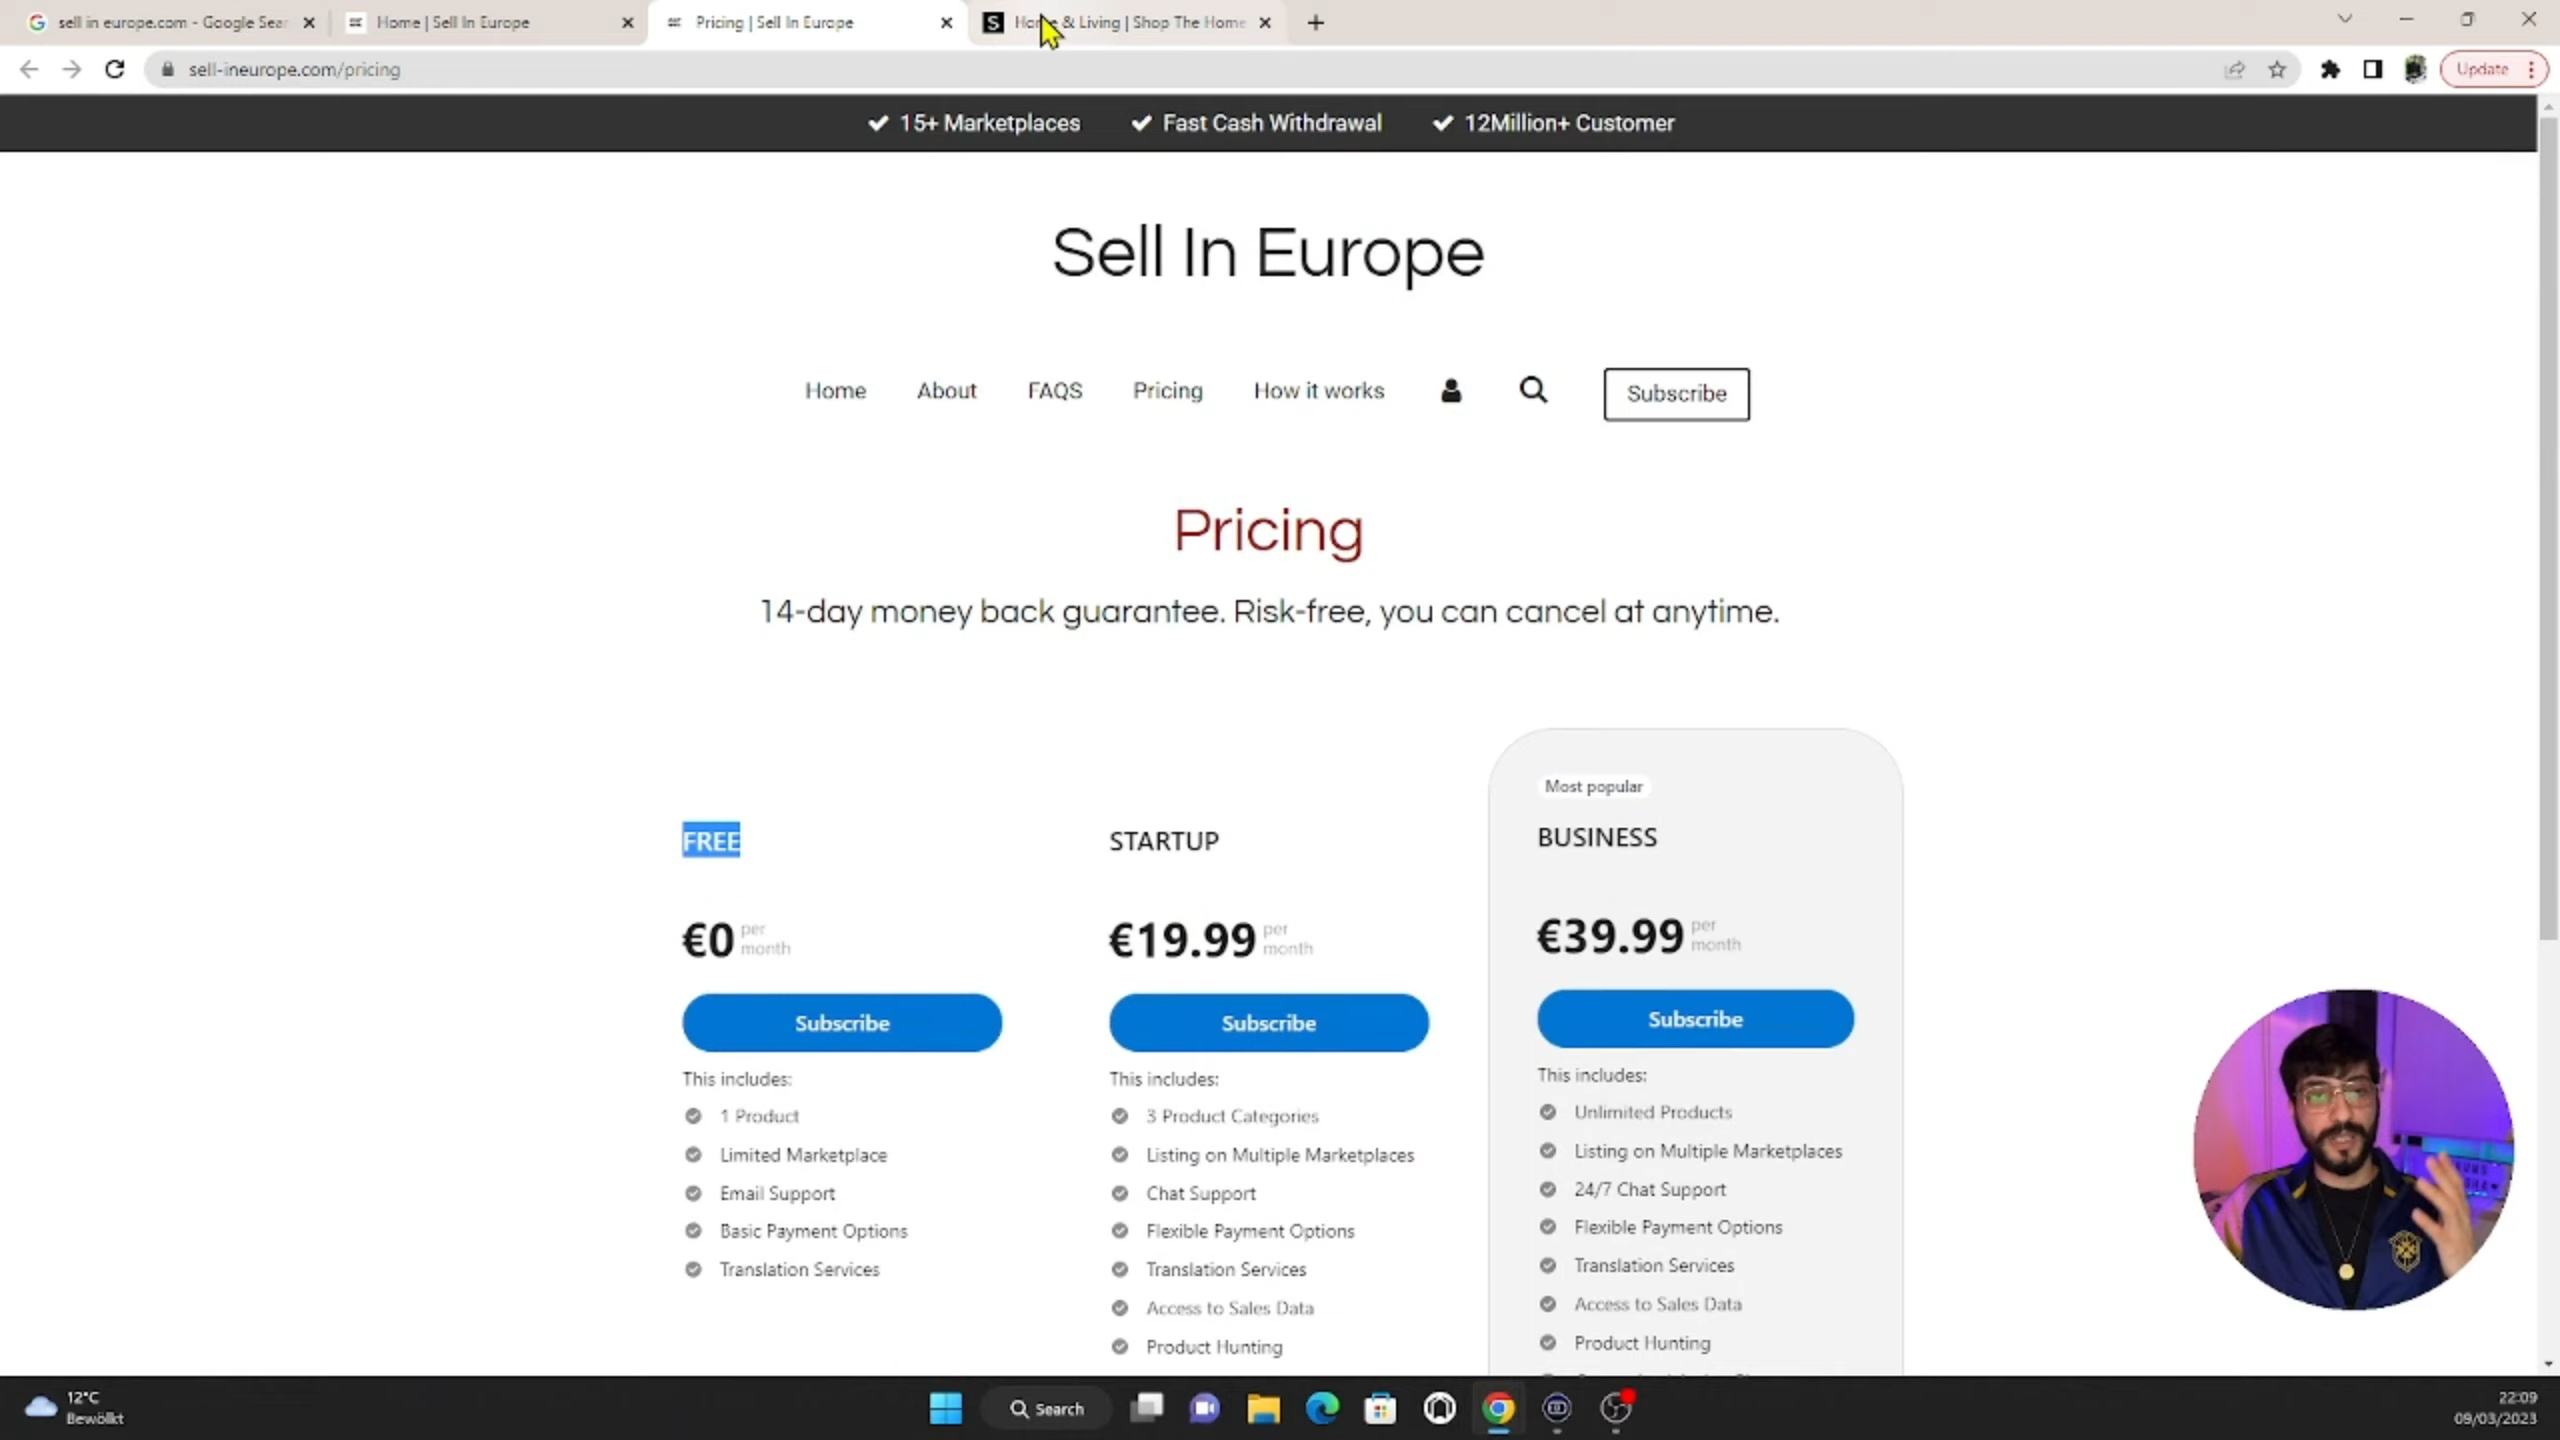 sell in europe.com - Google Sear
Home | Sell In Europe
Pricing | Sell In Europe
Home & Living | Shop The Home
sell-ineurope.com/pricing
Update
15+ Marketplaces
Fast Cash Withdrawal
12Million+ Customer
Sell In Europe
Home
About
FAQS
Pricing
How it works
Subscribe
Pricing
14-day money back guarantee. Risk-free, you can cancel at anytime.
FREE
€0 per month
Subscribe
This includes:
1 Product
Limited Marketplace
Email Support
Basic Payment Options
Translation Services
STARTUP
€19.99 per month
Subscribe
This includes:
3 Product Categories
Listing on Multiple Marketplaces
Chat Support
Flexible Payment Options
Translation Services
Access to Sales Data
Product Hunting
Most popular
BUSINESS
€39.99 per month
Subscribe
This includes:
Unlimited Products
Listing on Multiple Marketplaces
24/7 Chat Support
Flexible Payment Options
Translation Services
Access to Sales Data
Product Hunting
12°C
Bewölkt
Search
22:09
09/03/2023